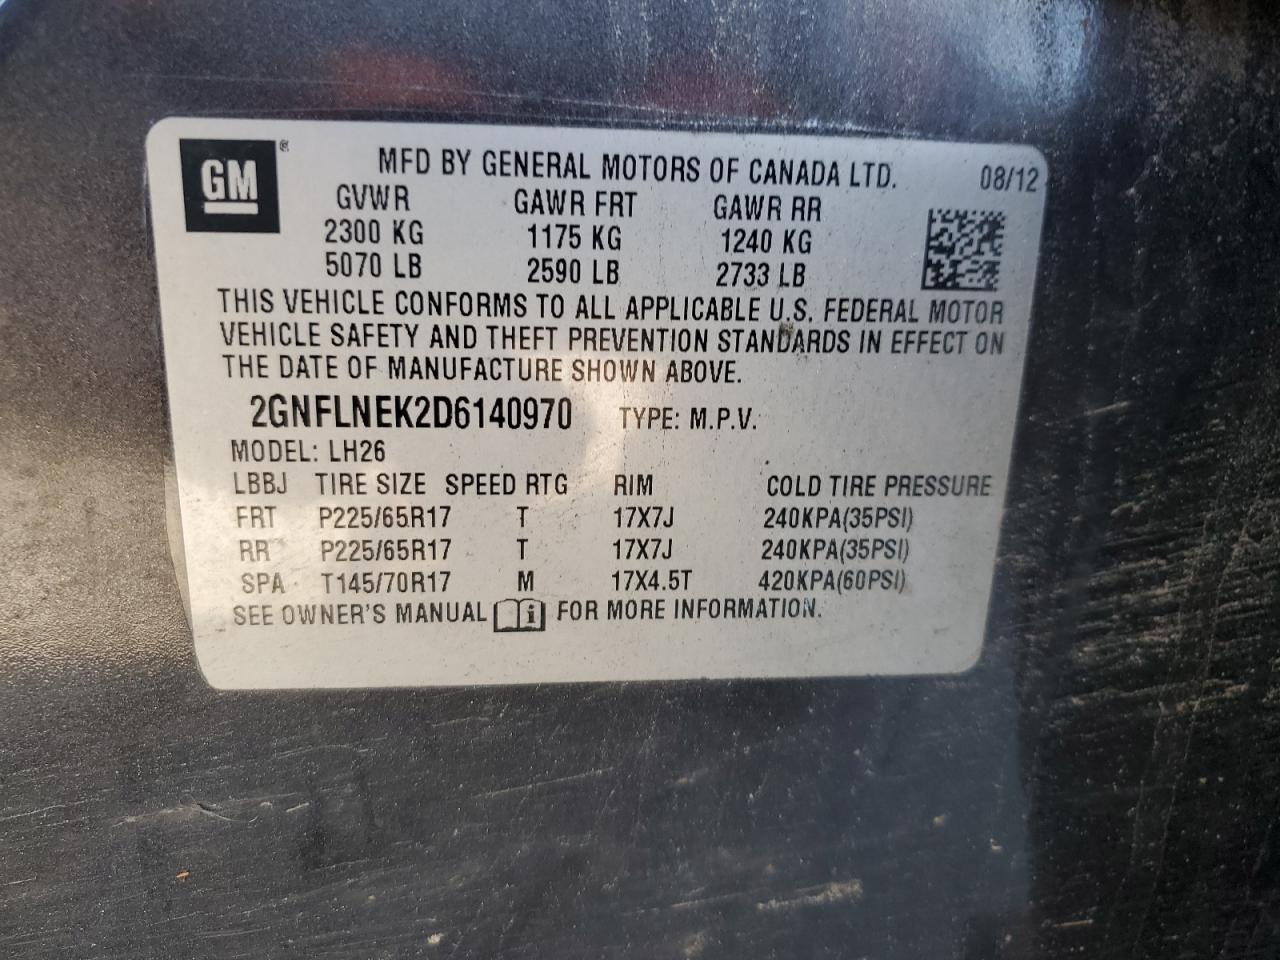 GM ®
MFD BY GENERAL MOTORS OF CANADA LTD. 08/12
GVWR GAWR FRT GAWR RR
2300 KG 1175 KG 1240 KG
5070 LB 2590 LB 2733 LB
THIS VEHICLE CONFORMS TO ALL APPLICABLE U.S. FEDERAL MOTOR
VEHICLE SAFETY AND THEFT PREVENTION STANDARDS IN EFFECT ON
THE DATE OF MANUFACTURE SHOWN ABOVE.
2GNFLNEK2D6140970 TYPE: M.P.V.
MODEL: LH26
LBBJ TIRE SIZE SPEED RTG RIM COLD TIRE PRESSURE
FRT P225/65R17 T 17X7J 240KPA(35PSI)
RR P225/65R17 T 17X7J 240KPA(35PSI)
SPA T145/70R17 M 17X4.5T 420KPA(60PSI)
SEE OWNER'S MANUAL i FOR MORE INFORMATION.